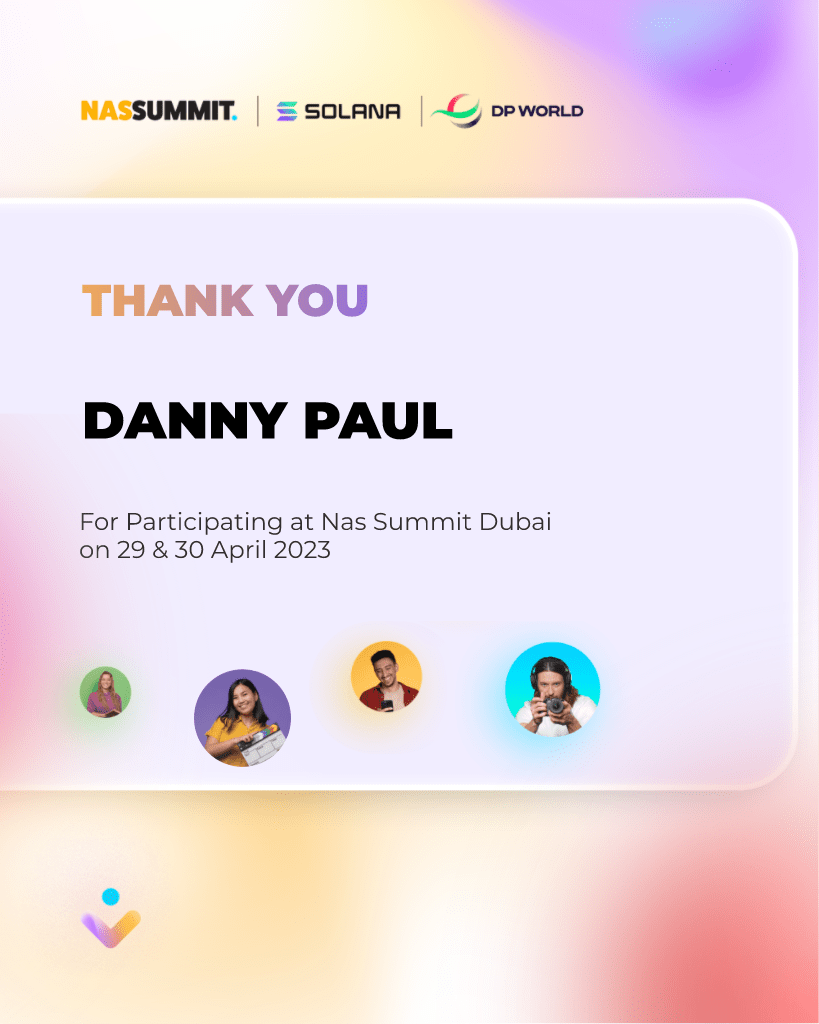 NASSUMMIT. | SOLANA | DP WORLD
THANK YOU
DANNY PAUL
For Participating at Nas Summit Dubai
on 29 & 30 April 2023